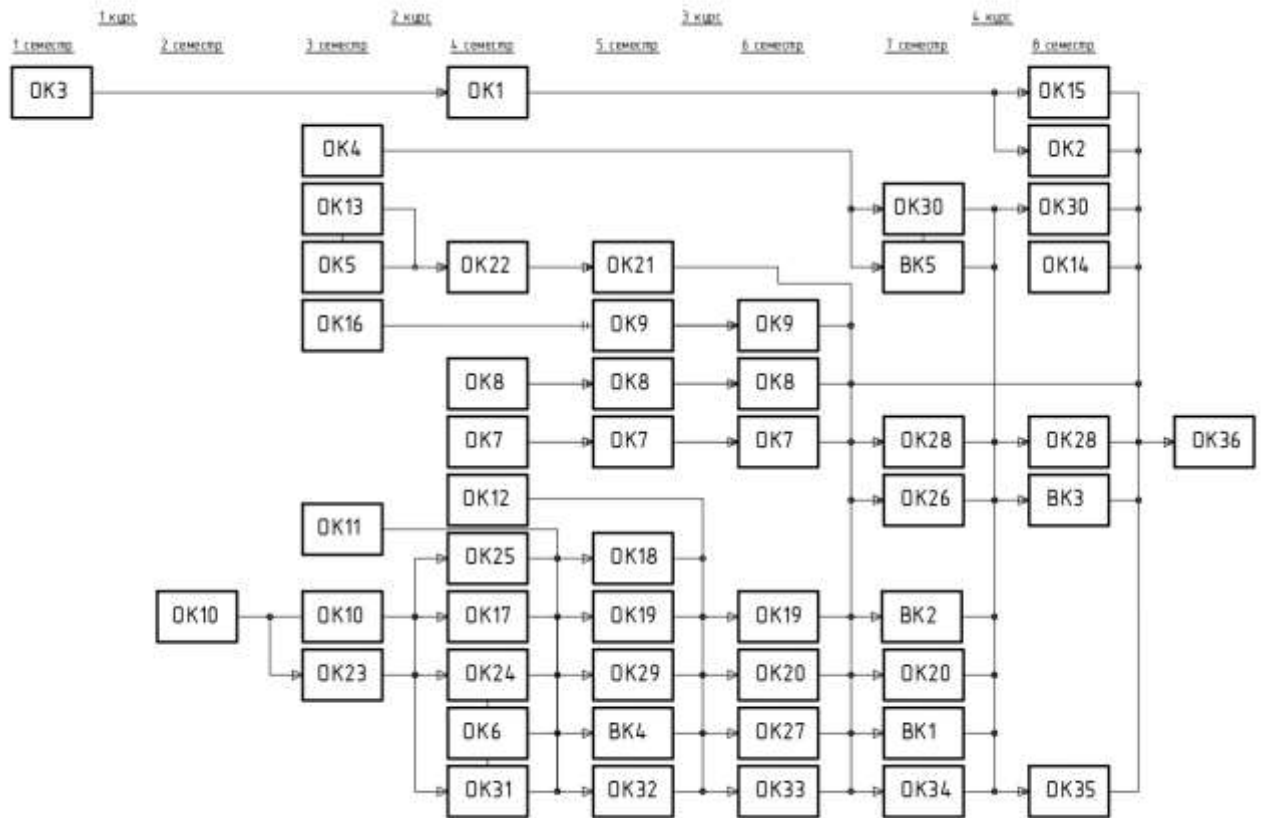 1 курс 2 курс 3 курс 4 курс
1 семестр 2 семестр 3 семестр 4 семестр 5 семестр 6 семестр 7 семестр 8 семестр
ОК3 ОК1 ОК15
ОК4 ОК2
ОК13 ОК30 ОК30
ОК5 ОК22 ОК21 ВК5 ОК14
ОК16 ОК9 ОК9
ОК8 ОК8 ОК8
ОК7 ОК7 ОК7 ОК28 ОК28 ОК36
ОК12 ОК26 ВК3
ОК11
ОК25 ОК18
ОК10 ОК10 ОК17 ОК19 ОК19 ВК2
ОК23 ОК24 ОК29 ОК20 ОК20
ОК6 ВК4 ОК27 ВК1
ОК31 ОК32 ОК33 ОК34 ОК35